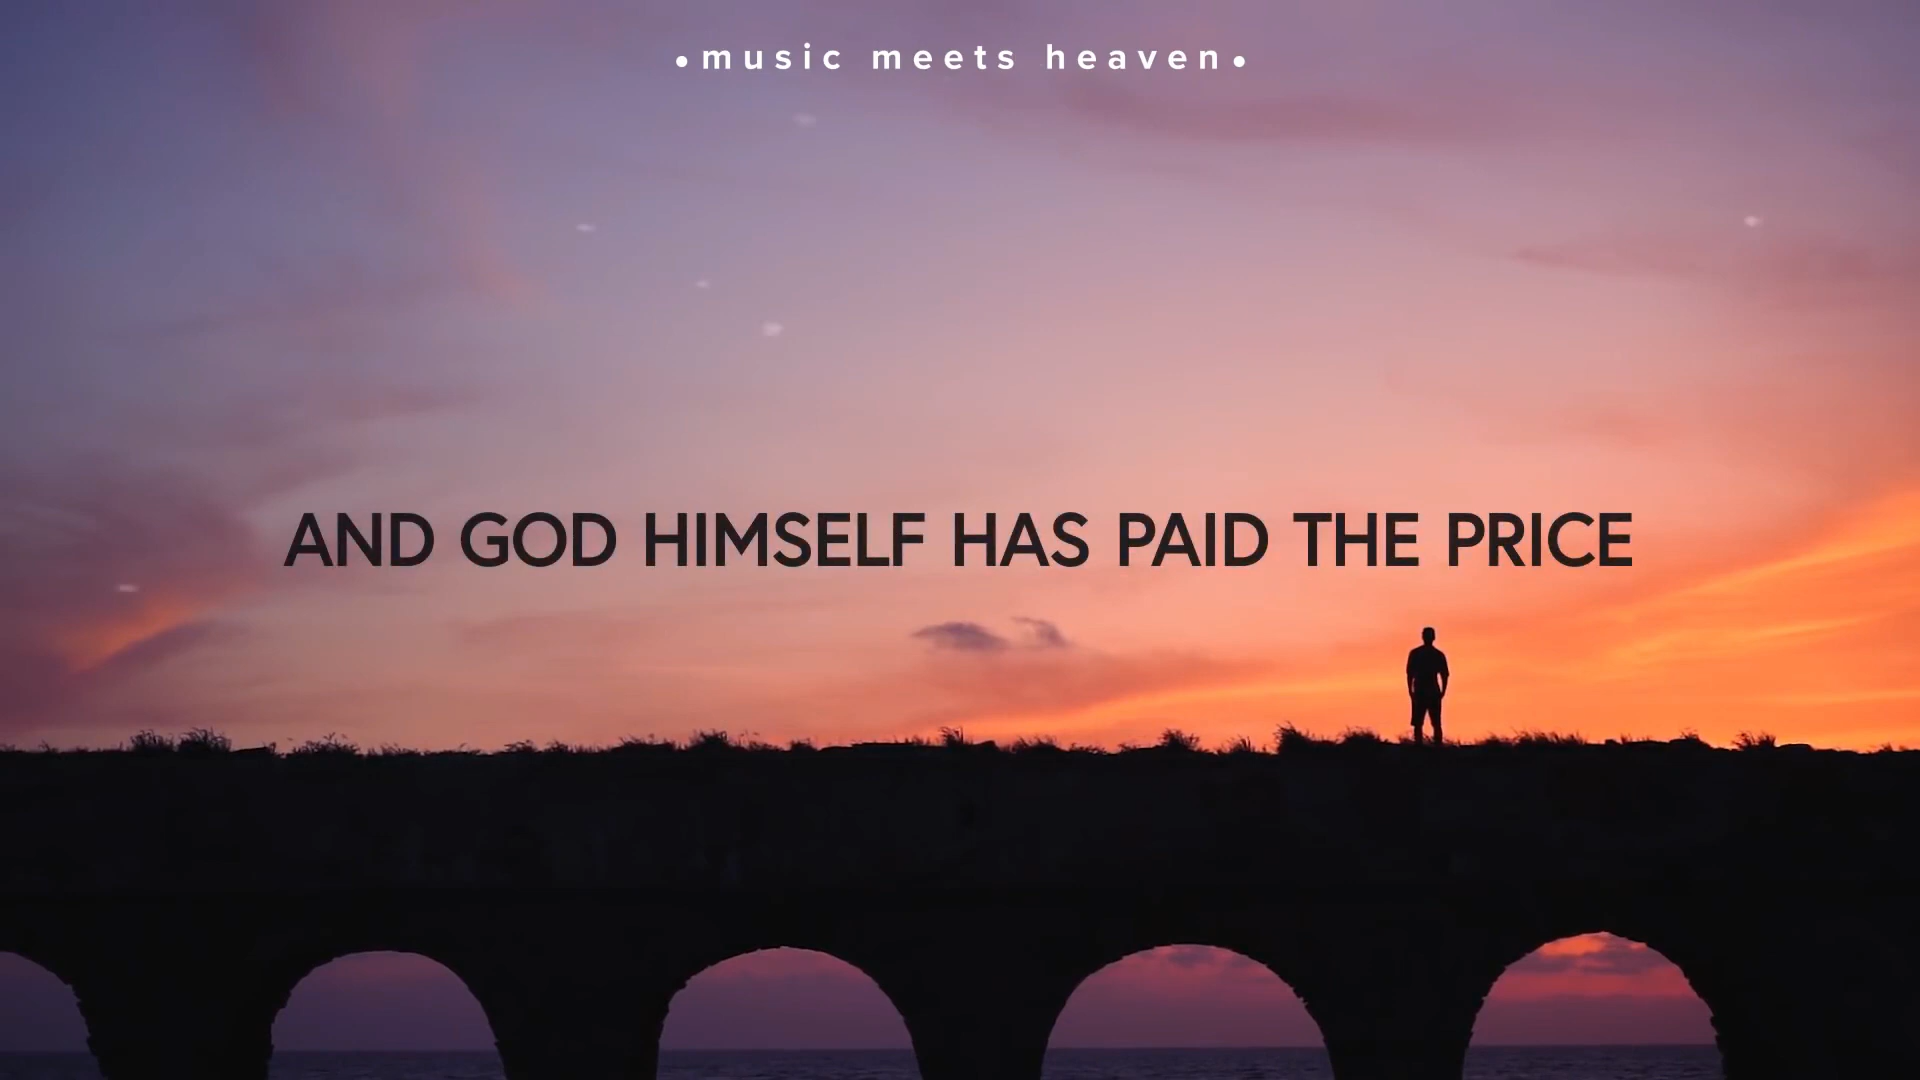 •music meets heaven•
AND GOD HIMSELF HAS PAID THE PRICE